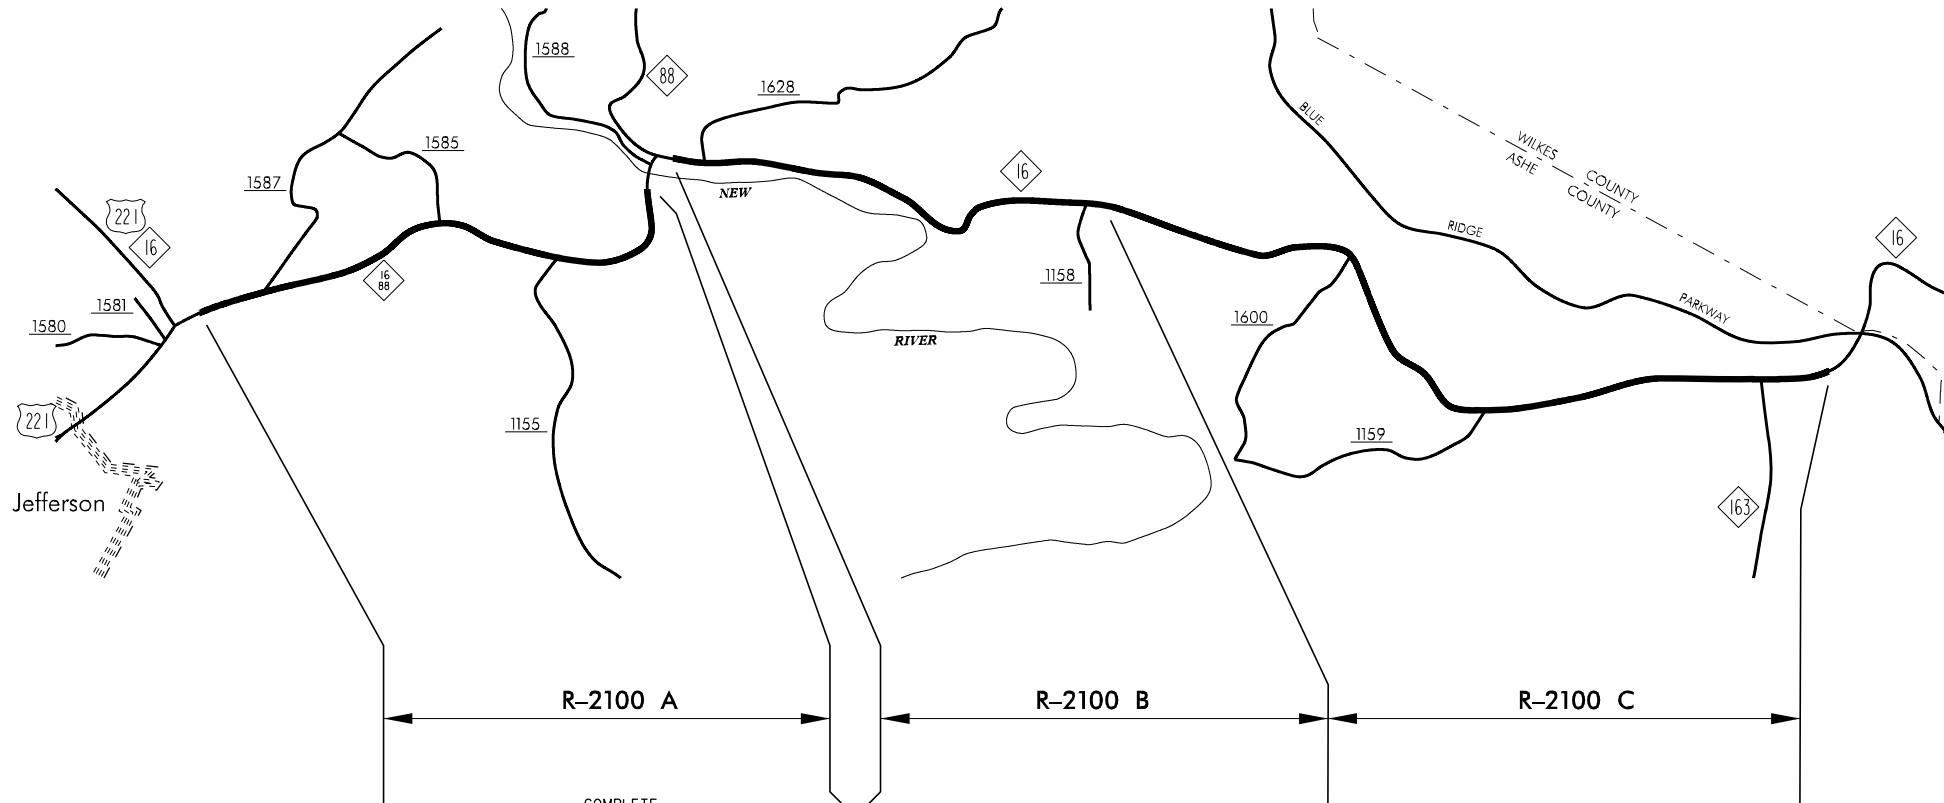 1588
88
1628
BLUE
WILKES COUNTY
ASHE COUNTY
1585
1587
16
NEW
221
16
RIDGE
16
16
88
1158
1581
1580
PARKWAY
1600
RIVER
221
1155
1159
Jefferson
163
R–2100 A
R–2100 B
R–2100 C
COMPLETE